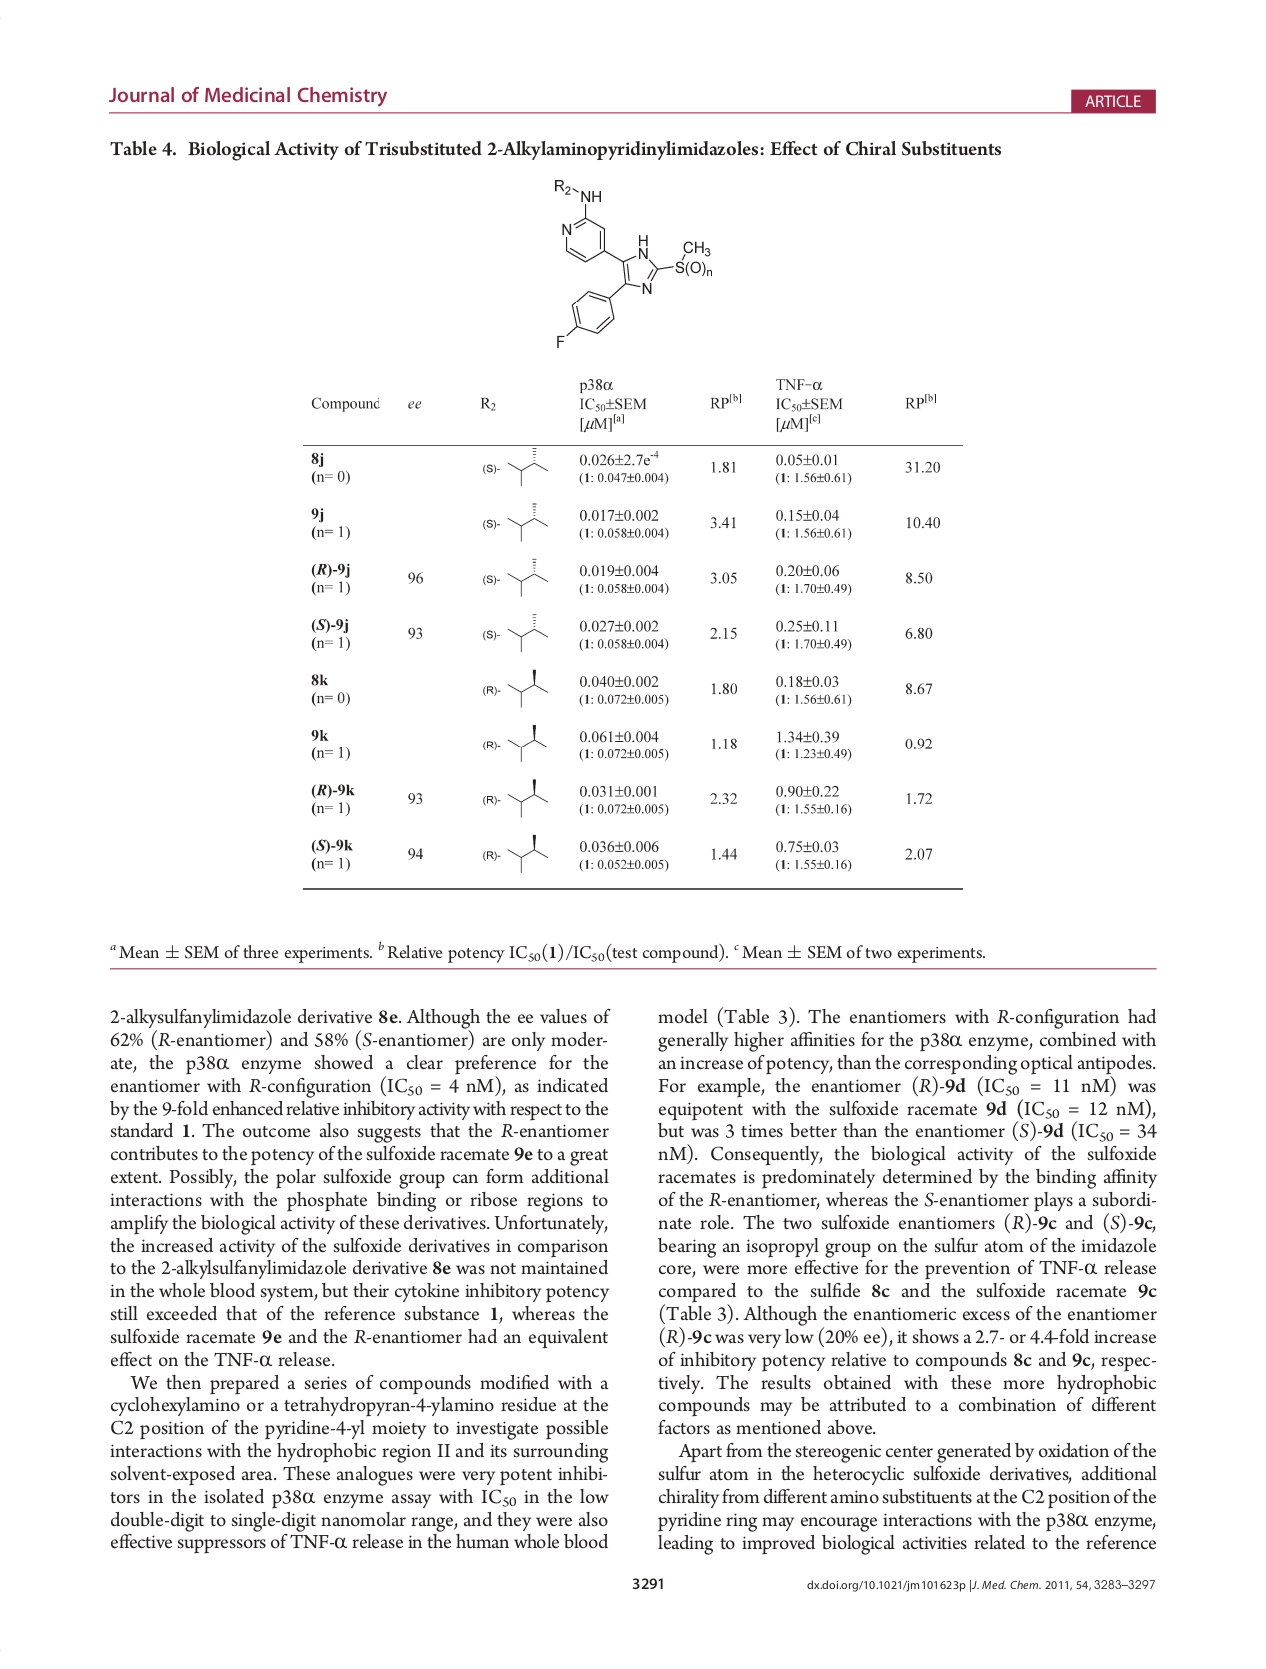 Journal of Medicinal Chemistry
ARTICLE
Table 4. Biological Activity of Trisubstituted 2-Alkylaminopyridinylimidazoles: Effect of Chiral Substituents
R2
NH
N
H
N
CH3
S(O)n
N
F
Compound ee R2 p38α IC50±SEM [μM][a] RP[b] TNF-α IC50±SEM [μM][c] RP[b]
8j (S)- 0.026±2.7e-4 1.81 0.05±0.01 31.20
(n= 0) (1: 0.047±0.004) (1: 1.56±0.61)
9j (S)- 0.017±0.002 3.41 0.15±0.04 10.40
(n= 1) (1: 0.058±0.004) (1: 1.56±0.61)
(R)-9j 96 (S)- 0.019±0.004 3.05 0.20±0.06 8.50
(n= 1) (1: 0.058±0.004) (1: 1.70±0.49)
(S)-9j 93 (S)- 0.027±0.002 2.15 0.25±0.11 6.80
(n= 1) (1: 0.058±0.004) (1: 1.70±0.49)
8k (R)- 0.040±0.002 1.80 0.18±0.03 8.67
(n= 0) (1: 0.072±0.005) (1: 1.56±0.61)
9k (R)- 0.061±0.004 1.18 1.34±0.39 0.92
(n= 1) (1: 0.072±0.005) (1: 1.23±0.49)
(R)-9k 93 (R)- 0.031±0.001 2.32 0.90±0.22 1.72
(n= 1) (1: 0.072±0.005) (1: 1.55±0.16)
(S)-9k 94 (R)- 0.036±0.006 1.44 0.75±0.03 2.07
(n= 1) (1: 0.052±0.005) (1: 1.55±0.16)
a Mean ± SEM of three experiments. b Relative potency IC50(1)/IC50(test compound). c Mean ± SEM of two experiments.
2-alkysulfanylimidazole derivative 8e. Although the ee values of
62% (R-enantiomer) and 58% (S-enantiomer) are only moder-
ate, the p38α enzyme showed a clear preference for the
enantiomer with R-configuration (IC50 = 4 nM), as indicated
by the 9-fold enhanced relative inhibitory activity with respect to the
standard 1. The outcome also suggests that the R-enantiomer
contributes to the potency of the sulfoxide racemate 9e to a great
extent. Possibly, the polar sulfoxide group can form additional
interactions with the phosphate binding or ribose regions to
amplify the biological activity of these derivatives. Unfortunately,
the increased activity of the sulfoxide derivatives in comparison
to the 2-alkylsulfanylimidazole derivative 8e was not maintained
in the whole blood system, but their cytokine inhibitory potency
still exceeded that of the reference substance 1, whereas the
sulfoxide racemate 9e and the R-enantiomer had an equivalent
effect on the TNF-α release.
We then prepared a series of compounds modified with a
cyclohexylamino or a tetrahydropyran-4-ylamino residue at the
C2 position of the pyridine-4-yl moiety to investigate possible
interactions with the hydrophobic region II and its surrounding
solvent-exposed area. These analogues were very potent inhibi-
tors in the isolated p38α enzyme assay with IC50 in the low
double-digit to single-digit nanomolar range, and they were also
effective suppressors of TNF-α release in the human whole blood
model (Table 3). The enantiomers with R-configuration had
generally higher affinities for the p38α enzyme, combined with
an increase of potency, than the corresponding optical antipodes.
For example, the enantiomer (R)-9d (IC50 = 11 nM) was
equipotent with the sulfoxide racemate 9d (IC50 = 12 nM),
but was 3 times better than the enantiomer (S)-9d (IC50 = 34
nM). Consequently, the biological activity of the sulfoxide
racemates is predominately determined by the binding affinity
of the R-enantiomer, whereas the S-enantiomer plays a subordi-
nate role. The two sulfoxide enantiomers (R)-9c and (S)-9c,
bearing an isopropyl group on the sulfur atom of the imidazole
core, were more effective for the prevention of TNF-α release
compared to the sulfide 8c and the sulfoxide racemate 9c
(Table 3). Although the enantiomeric excess of the enantiomer
(R)-9c was very low (20% ee), it shows a 2.7- or 4.4-fold increase
of inhibitory potency relative to compounds 8c and 9c, respec-
tively. The results obtained with these more hydrophobic
compounds may be attributed to a combination of different
factors as mentioned above.
Apart from the stereogenic center generated by oxidation of the
sulfur atom in the heterocyclic sulfoxide derivatives, additional
chirality from different amino substituents at the C2 position of the
pyridine ring may encourage interactions with the p38α enzyme,
leading to improved biological activities related to the reference
3291
dx.doi.org/10.1021/jm101623p |J. Med. Chem. 2011, 54, 3283–3297